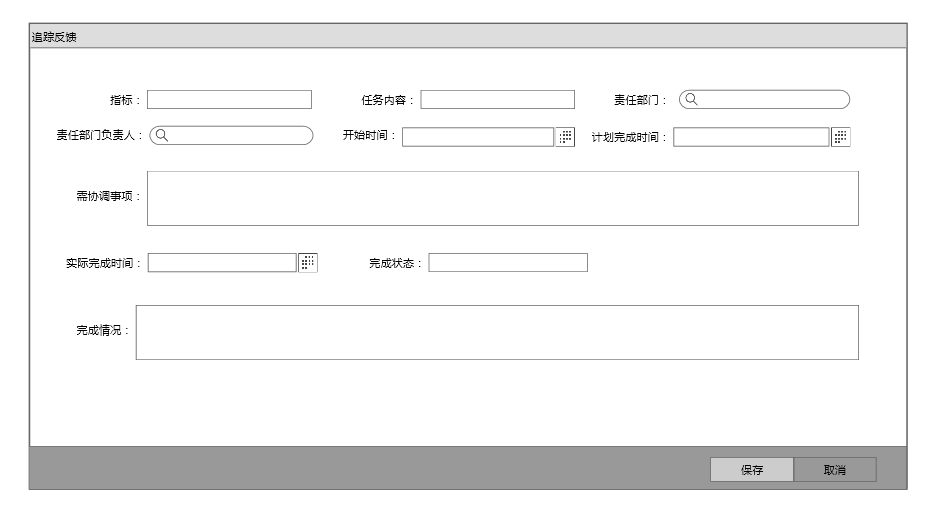 追踪反馈
指标： 任务内容： 责任部门：
责任部门负责人： 开始时间： 计划完成时间：
需协调事项：
实际完成时间： 完成状态：
完成情况：
保存 取消